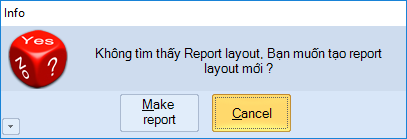 Info
Yes
No
?
Không tìm thấy Report layout, Bạn muốn tạo report
layout mới ?
Make
report
Cancel